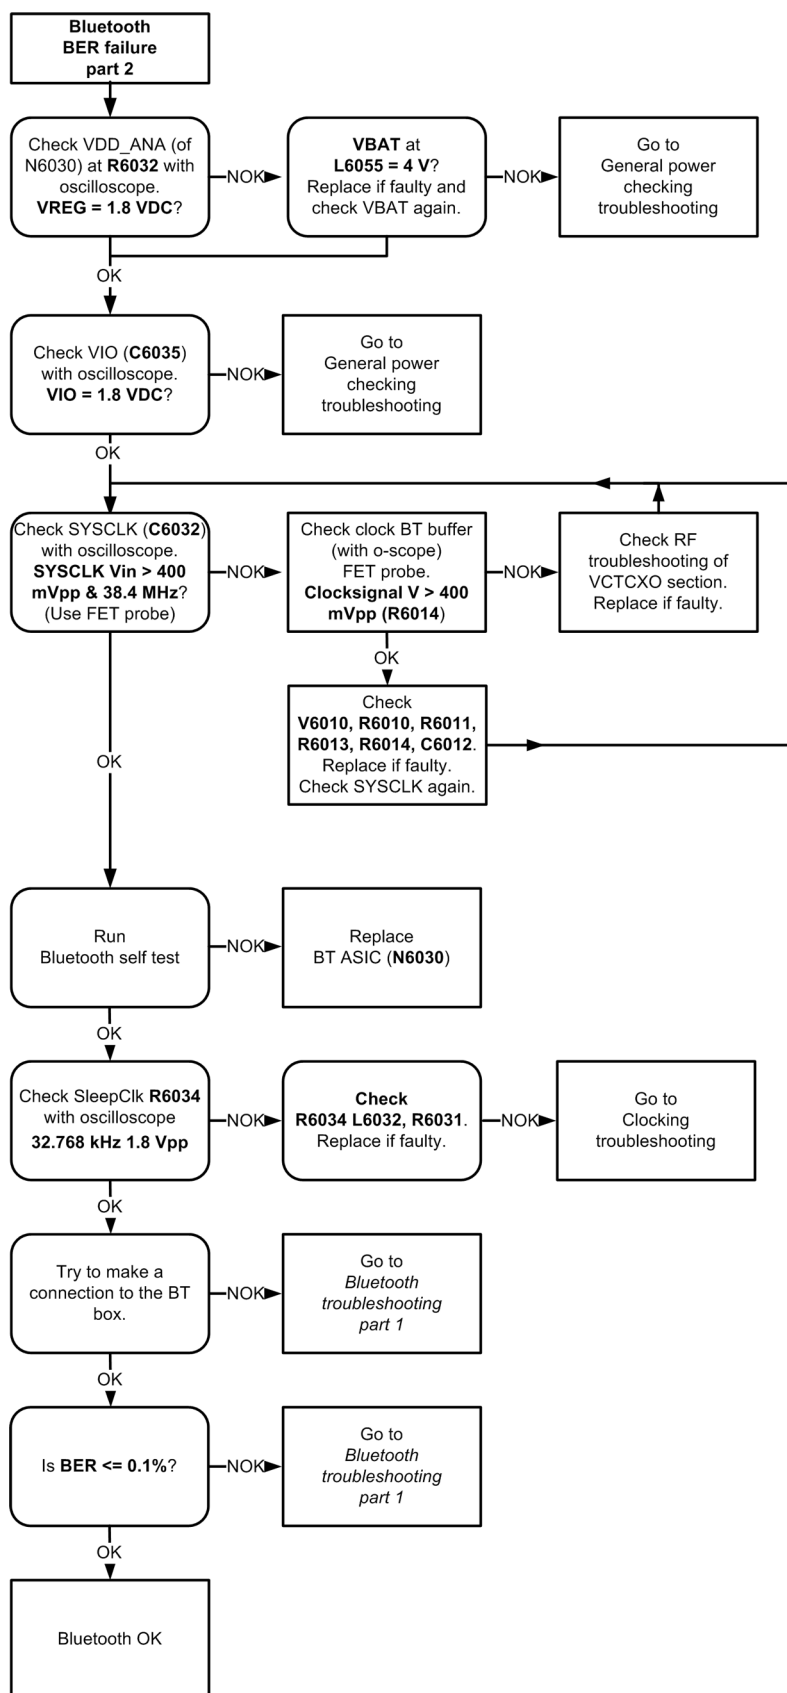 Bluetooth
BER failure
part 2
Check VDD_ANA (of
N6030) at R6032 with
oscilloscope.
VREG = 1.8 VDC?
NOK
VBAT at
L6055 = 4 V?
Replace if faulty and
check VBAT again.
NOK
Go to
General power
checking
troubleshooting
OK
Check VIO (C6035)
with oscilloscope.
VIO = 1.8 VDC?
NOK
Go to
General power
checking
troubleshooting
OK
Check SYSCLK (C6032)
with oscilloscope.
SYSCLK Vin > 400
mVpp & 38.4 MHz?
(Use FET probe)
NOK
Check clock BT buffer
(with o-scope)
FET probe.
Clocksignal V > 400
mVpp (R6014)
NOK
Check RF
troubleshooting of
VCTCXO section.
Replace if faulty.
OK
Check
V6010, R6010, R6011,
R6013, R6014, C6012.
Replace if faulty.
Check SYSCLK again.
OK
Run
Bluetooth self test
NOK
Replace
BT ASIC (N6030)
OK
Check SleepClk R6034
with oscilloscope
32.768 kHz 1.8 Vpp
NOK
Check
R6034 L6032, R6031.
Replace if faulty.
NOK
Go to
Clocking
troubleshooting
OK
Try to make a
connection to the BT
box.
NOK
Go to
Bluetooth
troubleshooting
part 1
OK
Is BER <= 0.1%?
NOK
Go to
Bluetooth
troubleshooting
part 1
OK
Bluetooth OK